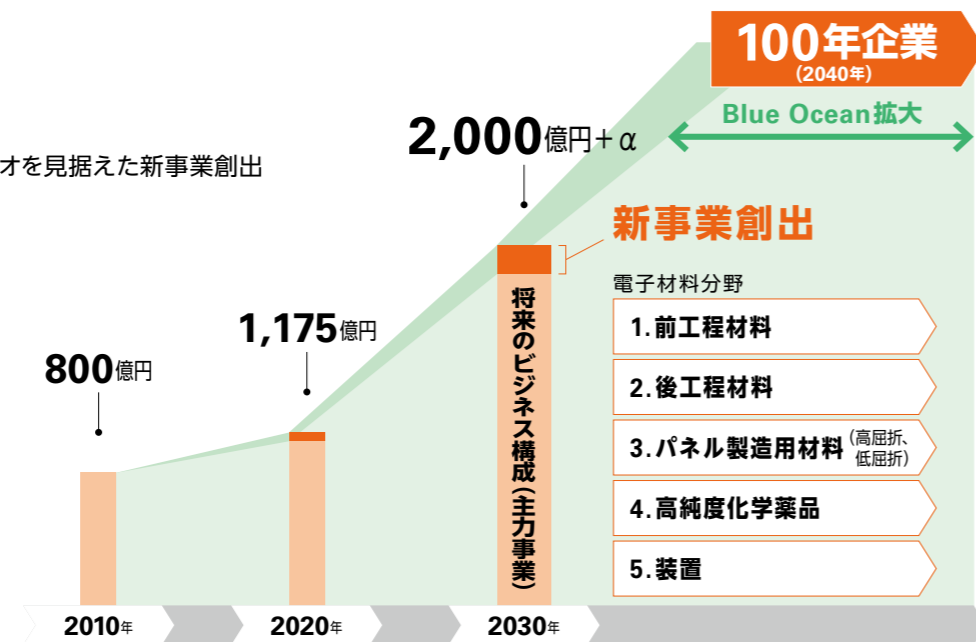 100年企業
(2040年)
Blue Ocean拡大
2,000億円+α
オを見据えた新事業創出
新事業創出
電子材料分野
1,175億円
800億円
将来のビジネス構成(主力事業)
1.前工程材料
2.後工程材料
3.パネル製造用材料(高屈折、
低屈折)
4.高純度化学薬品
5.装置
2010年
2020年
2030年